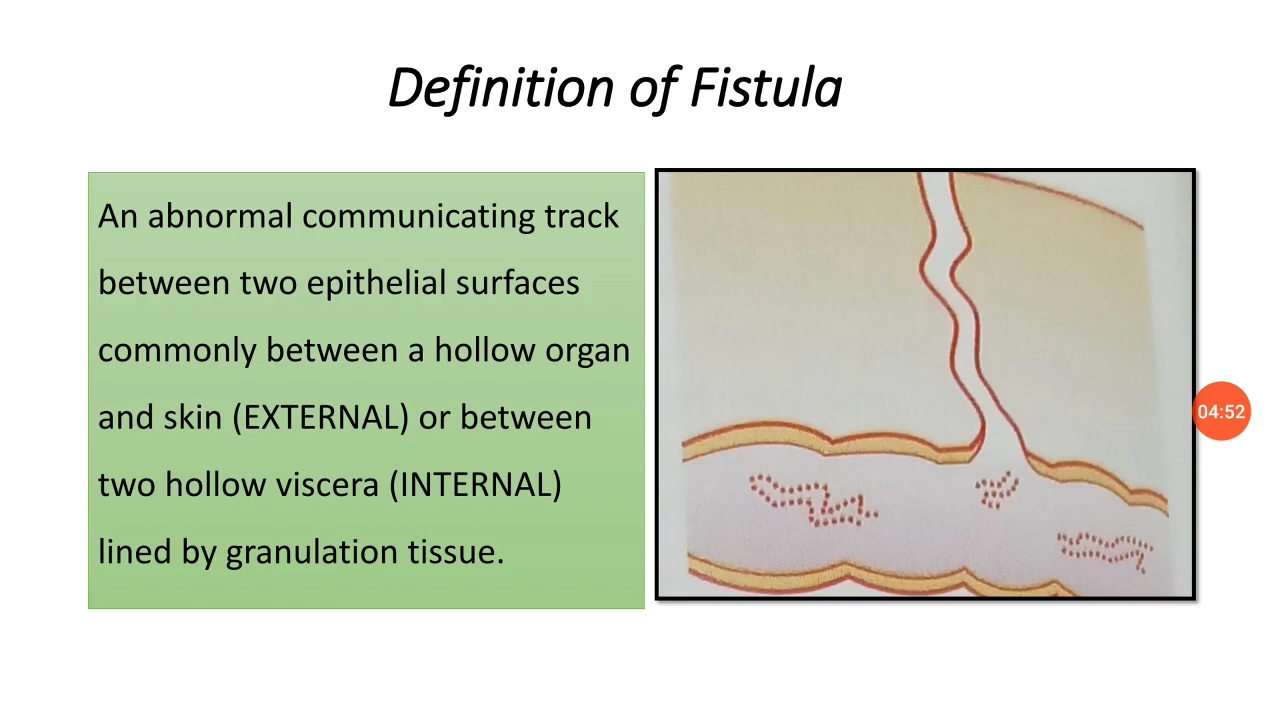 Definition of Fistula
An abnormal communicating track
between two epithelial surfaces
commonly between a hollow organ
and skin (EXTERNAL) or between
two hollow viscera (INTERNAL)
lined by granulation tissue.
04:52